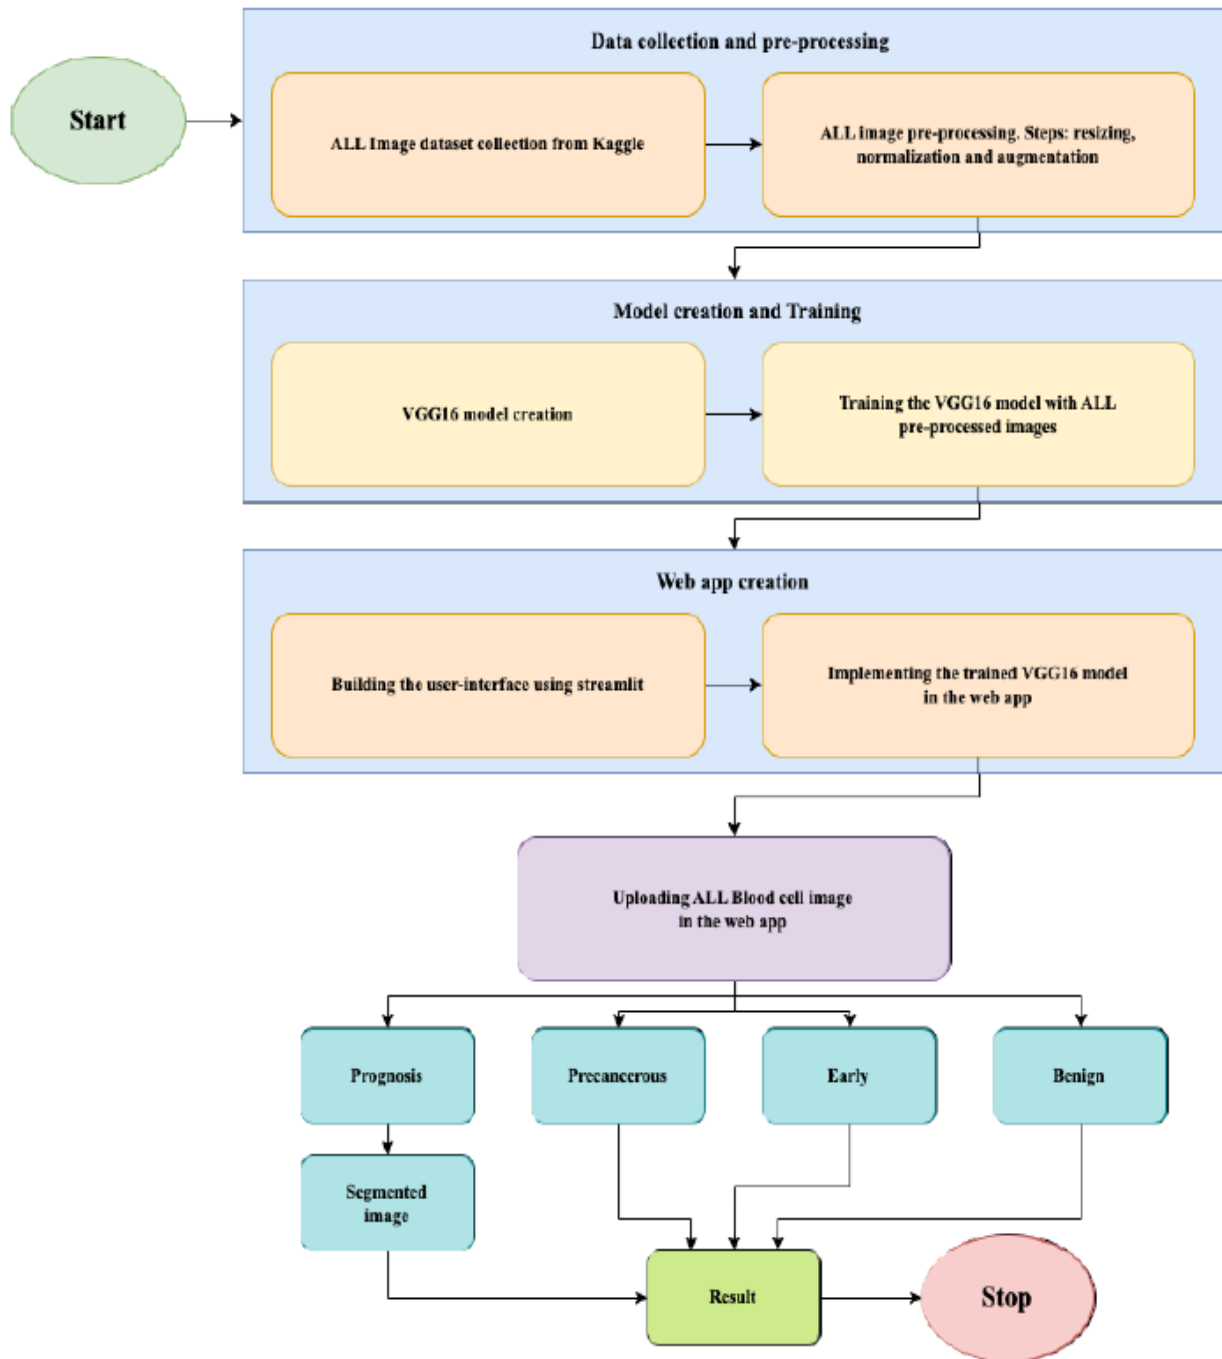 Data collection and pre-processing
Start
ALL Image dataset collection from Kaggle
ALL image pre-processing. Steps: resizing,
normalization and augmentation
Model creation and Training
VGG16 model creation
Training the VGG16 model with ALL
pre-processed images
Web app creation
Building the user-interface using streamlit
Implementing the trained VGG16 model
in the web app
Uploading ALL Blood cell image
in the web app
Prognosis
Precancerous
Early
Benign
Segmented
image
Result
Stop